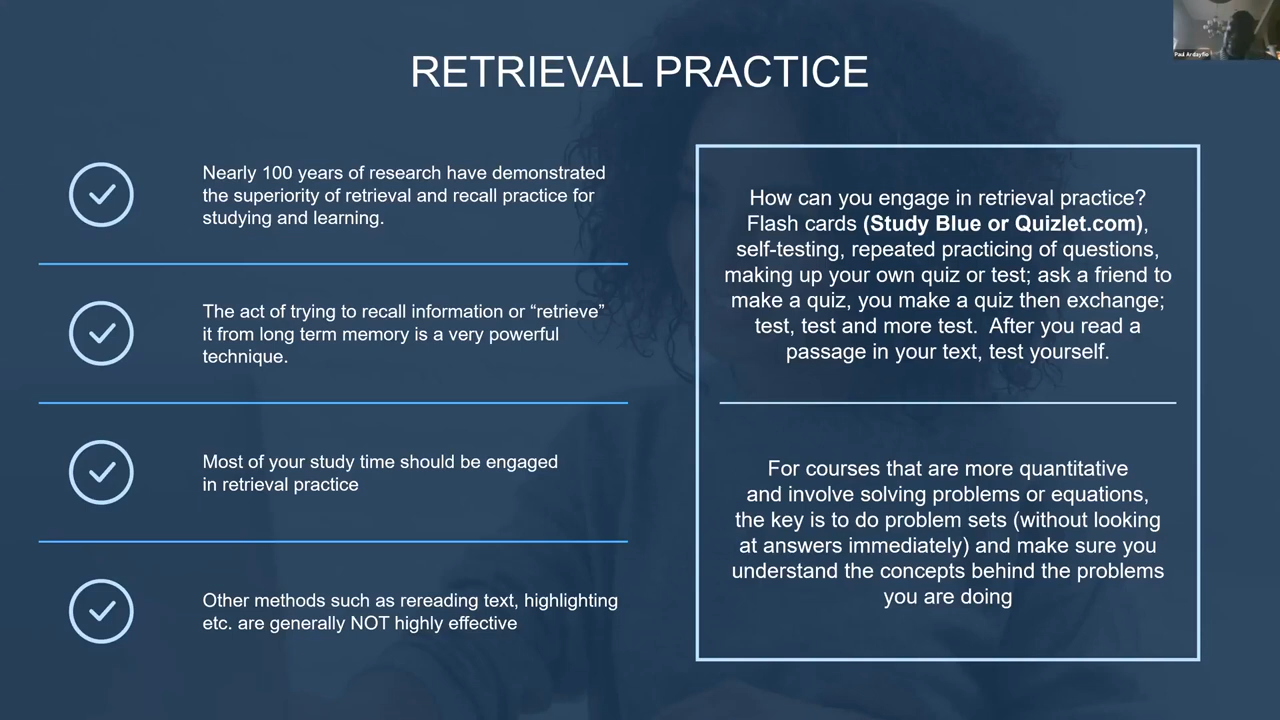 RETRIEVAL PRACTICE
Nearly 100 years of research have demonstrated
the superiority of retrieval and recall practice for
studying and learning.
The act of trying to recall information or “retrieve”
it from long term memory is a very powerful
technique.
Most of your study time should be engaged
in retrieval practice
Other methods such as rereading text, highlighting
etc. are generally NOT highly effective
How can you engage in retrieval practice?
Flash cards (Study Blue or Quizlet.com),
self-testing, repeated practicing of questions,
making up your own quiz or test; ask a friend to
make a quiz, you make a quiz then exchange;
test, test and more test.  After you read a
passage in your text, test yourself.
For courses that are more quantitative
and involve solving problems or equations,
the key is to do problem sets (without looking
at answers immediately) and make sure you
understand the concepts behind the problems
you are doing
Paul